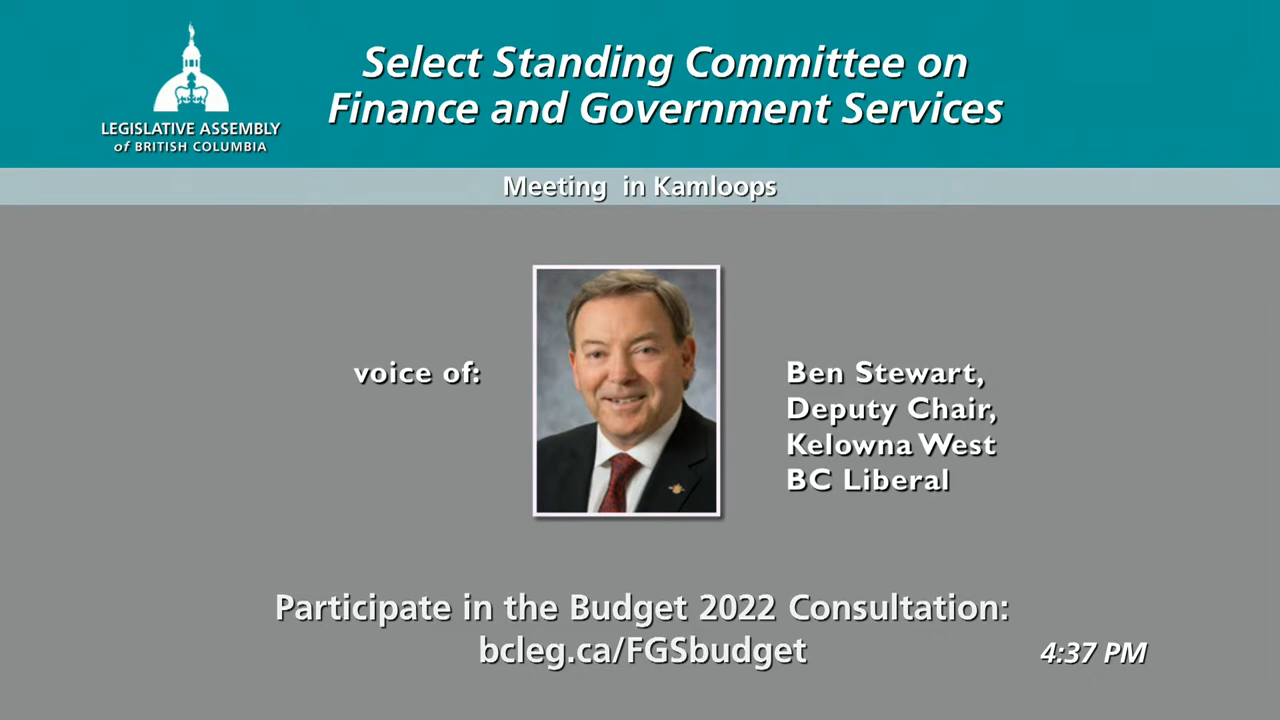 Select Standing Committee on
Finance and Government Services
LEGISLATIVE ASSEMBLY
of BRITISH COLUMBIA
Meeting in Kamloops
voice of:
Ben Stewart,
Deputy Chair,
Kelowna West
BC Liberal
Participate in the Budget 2022 Consultation:
bcleg.ca/FGSbudget
4:37 PM